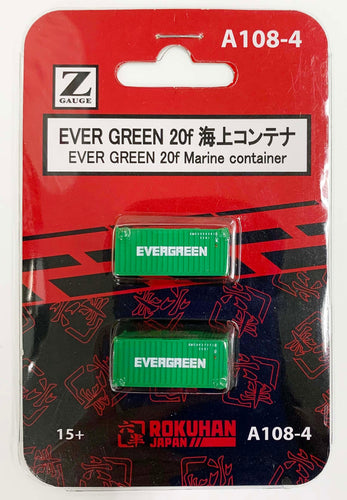 A108-4
Z
GAUGE
EVER GREEN 20f 海上コンテナ
EVER GREEN 20f Marine container
EVERGREEN
EVERGREEN
15+
ROKUHAN
JAPAN
A108-4